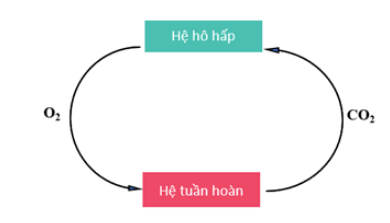 Hệ hô hấp
O₂
CO₂
Hệ tuần hoàn